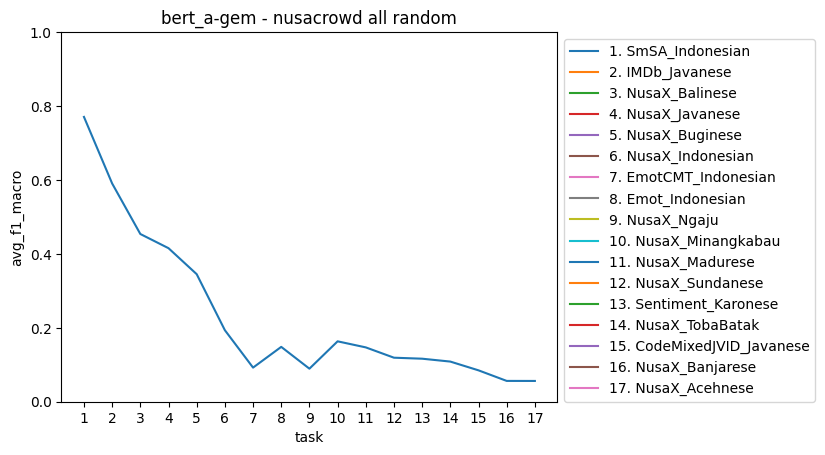 bert_a-gem - nusacrowd all random
1.0
0.8
0.6
0.4
0.2
0.0
avg_f1_macro
1 2 3 4 5 6 7 8 9 10 11 12 13 14 15 16 17
task
1. SmSA_Indonesian
2. IMDb_Javanese
3. NusaX_Balinese
4. NusaX_Javanese
5. NusaX_Buginese
6. NusaX_Indonesian
7. EmotCMT_Indonesian
8. Emot_Indonesian
9. NusaX_Ngaju
10. NusaX_Minangkabau
11. NusaX_Madurese
12. NusaX_Sundanese
13. Sentiment_Karonese
14. NusaX_TobaBatak
15. CodeMixedJVID_Javanese
16. NusaX_Banjarese
17. NusaX_Acehnese